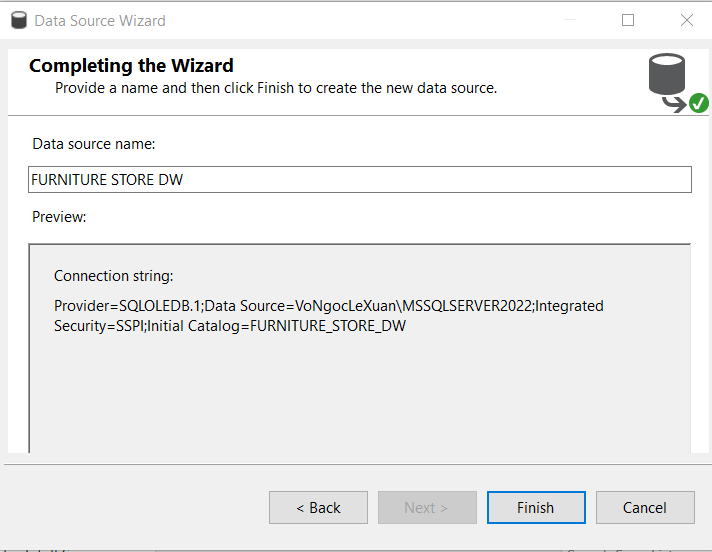 Data Source Wizard
Completing the Wizard
Provide a name and then click Finish to create the new data source.
Data source name:
FURNITURE STORE DW
Preview:
Connection string:
Provider=SQLOLEDB.1;Data Source=VoNgocLeXuan\MSSQLSERVER2022;Integrated
Security=SSPI;Initial Catalog=FURNITURE_STORE_DW
< Back
Next >
Finish
Cancel